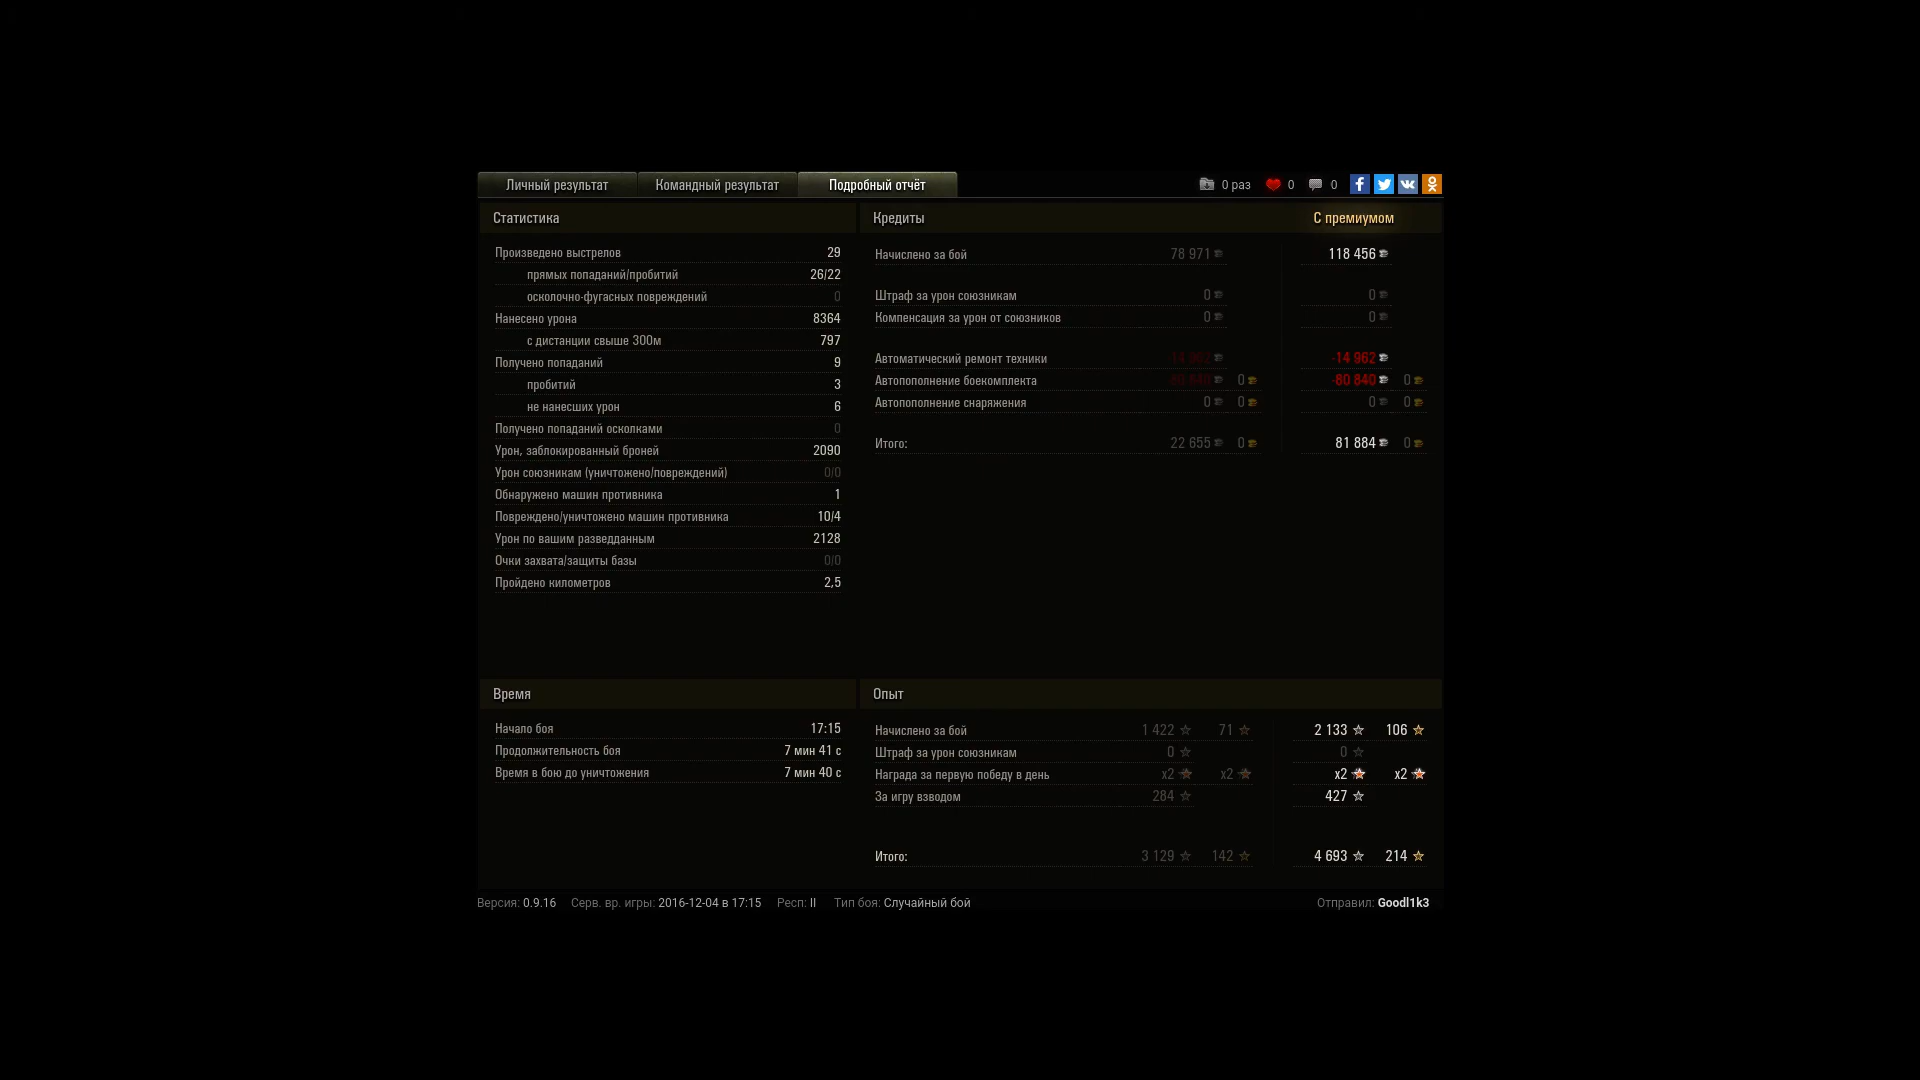 Личный результат Командный результат Подробный отчёт 0 раз 0 0
Статистика
Произведено выстрелов 29
прямых попаданий/пробитий 26/22
осколочно-фугасных повреждений 0
Нанесено урона 8364
с дистанции свыше 300м 797
Получено попаданий 9
пробитий 3
не нанесших урон 6
Получено попаданий осколками 0
Урон, заблокированный броней 2090
Урон союзникам (уничтожено/повреждений) 0/0
Обнаружено машин противника 1
Повреждено/уничтожено машин противника 10/4
Урон по вашим разведданным 2128
Очки захвата/защиты базы 0/0
Пройдено километров 2,5
Кредиты С премиумом
Начислено за бой 78 971 118 456
Штраф за урон союзникам 0 0
Компенсация за урон от союзников 0 0
Автоматический ремонт техники -14 962 -14 962
Автопополнение боекомплекта -80 840 0 -80 840 0
Автопополнение снаряжения 0 0 0 0
Итого: 22 655 0 81 884 0
Время
Начало боя 17:15
Продолжительность боя 7 мин 41 с
Время в бою до уничтожения 7 мин 40 с
Опыт
Начислено за бой 1 422 71 2 133 106
Штраф за урон союзникам 0 0
Награда за первую победу в день x2 x2 x2 x2
За игру взводом 284 427
Итого: 3 129 142 4 693 214
Версия: 0.9.16 Серв. вр. игры: 2016-12-04 в 17:15 Респ: II Тип боя: Случайный бой Отправил: Goodl1k3